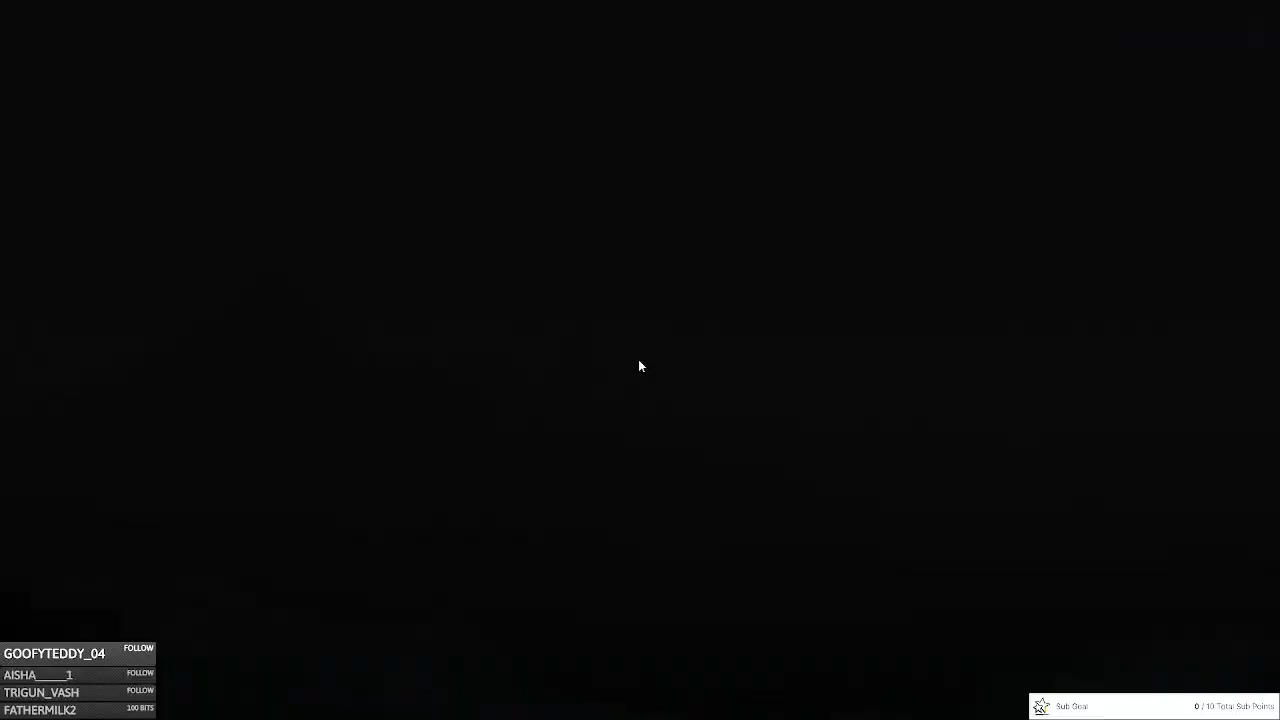 GOOFYTEDDY_04 FOLLOW
AISHA_____1 FOLLOW
TRIGUN_VASH FOLLOW
FATHERMILK2 100 BITS
Sub Goal 0 / 10 Total Sub Points